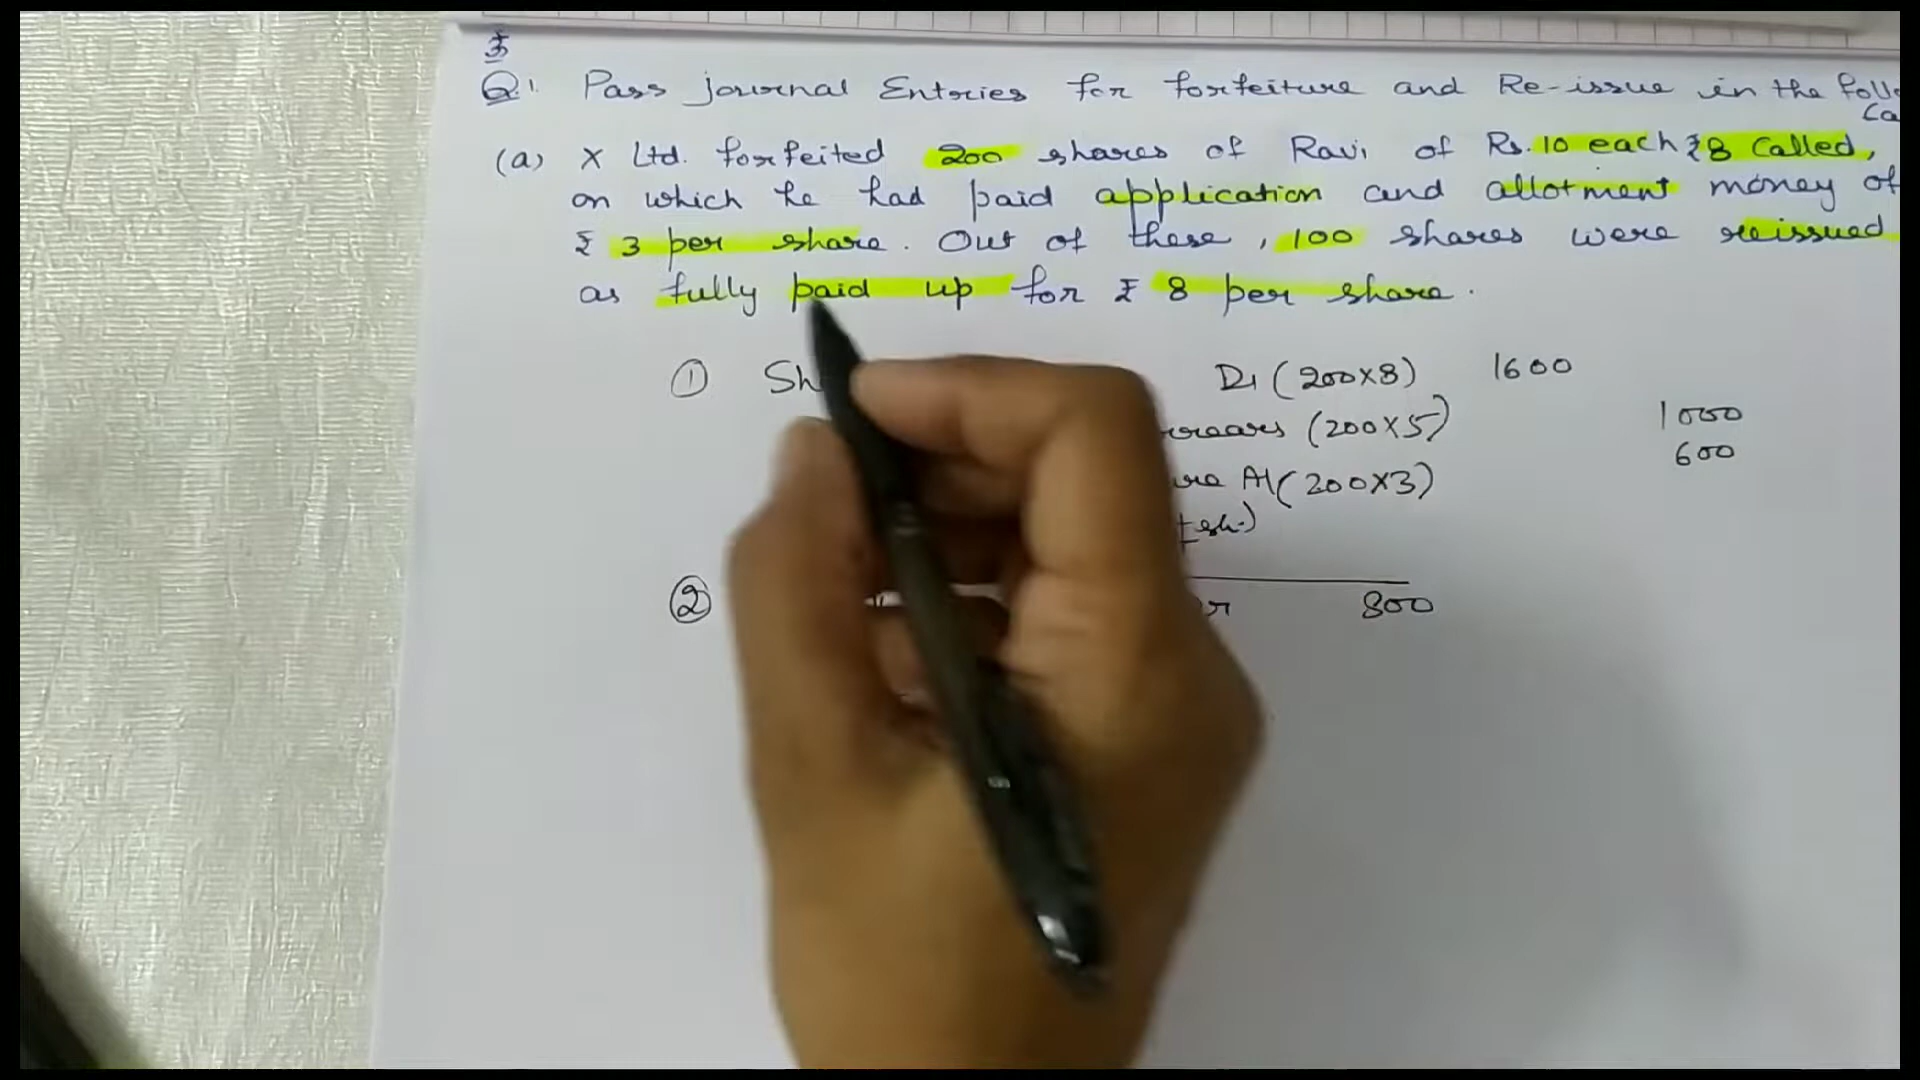 Q1. Pass journal Entries for forfeiture and Re-issue in the
(a) X Ltd. forfeited 200 shares of Ravi of Rs. 10 each ₹8 called,
on which he had paid application and allotment money of
₹ 3 per share. Out of these, 100 shares were reissued
as fully paid up for ₹ 8 per share.
① Dr (200×8) 1600
(200×5) 1000
A/c (200×3) 600
② 800